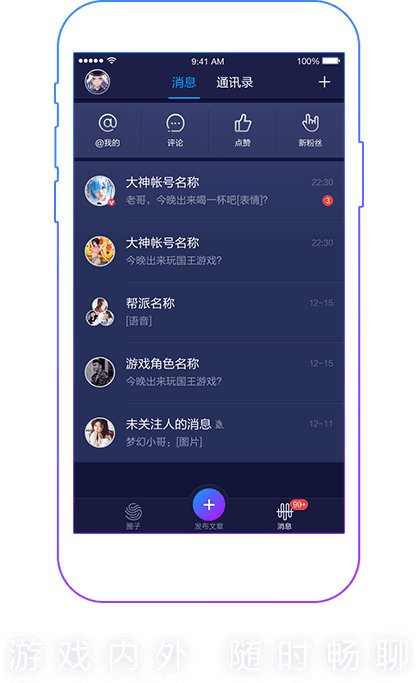 9:41 AM 100%
消息 通讯录
@我的 评论 点赞 新粉丝
大神帐号名称 22:30
老哥，今晚出来喝一杯吧[表情]? 3
大神帐号名称 22:30
今晚出来玩国王游戏?
帮派名称 12-15
[语音]
游戏角色名称 12-15
今晚出来玩国王游戏?
未关注人的消息 12-11
梦幻小哥；[图片]
99+
圈子 发布文章 消息
游戏内外 随时畅聊